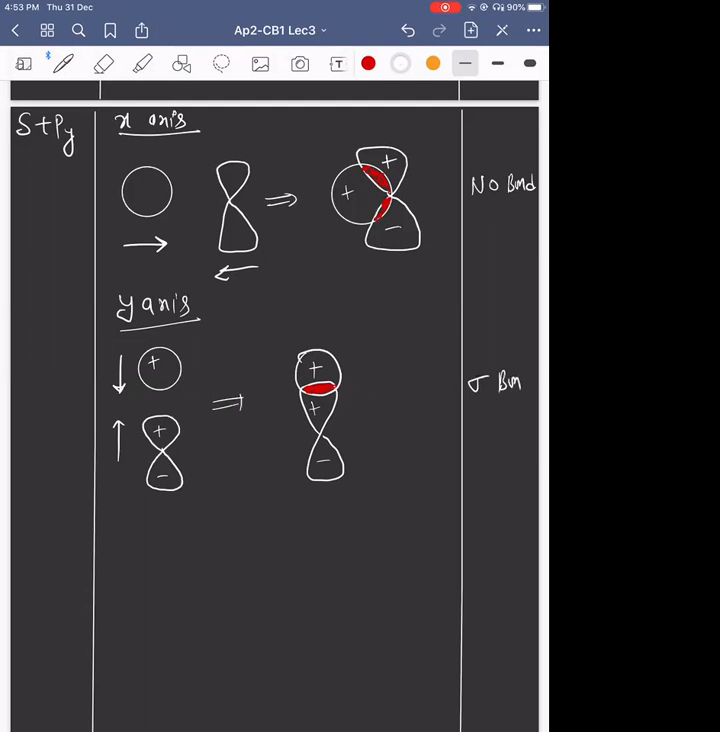 4:53 PM Thu 31 Dec
90%
Ap2-CB1 Lec3
T
S+Py
x axis
+
+
-
No Bond
y axis
+
+
-
+
+
-
σ Bon